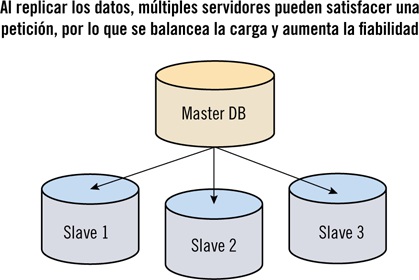 Al replicar los datos, múltiples servidores pueden satisfacer una
petición, por lo que se balancea la carga y aumenta la fiabilidad
Master DB
Slave 1
Slave 2
Slave 3